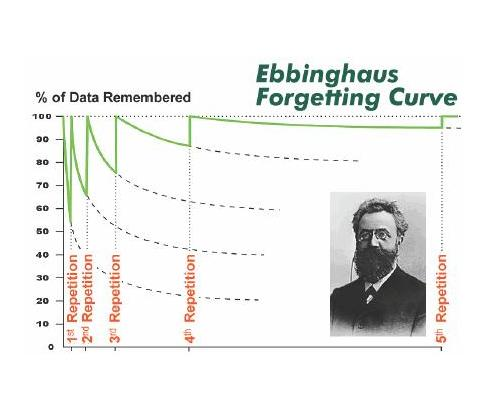 Ebbinghaus
Forgetting Curve
% of Data Remembered
100
90
80
70
60
50
40
30
20
10
0
1st Repetition
2nd Repetition
3rd Repetition
4th Repetition
5th Repetition